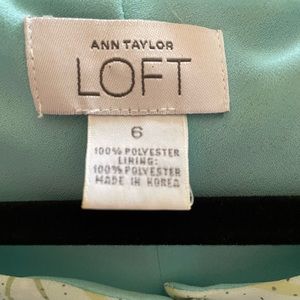 ANN TAYLOR
LOFT
6
100% POLYESTER
LINING:
100% POLYESTER
MADE IN KOREA